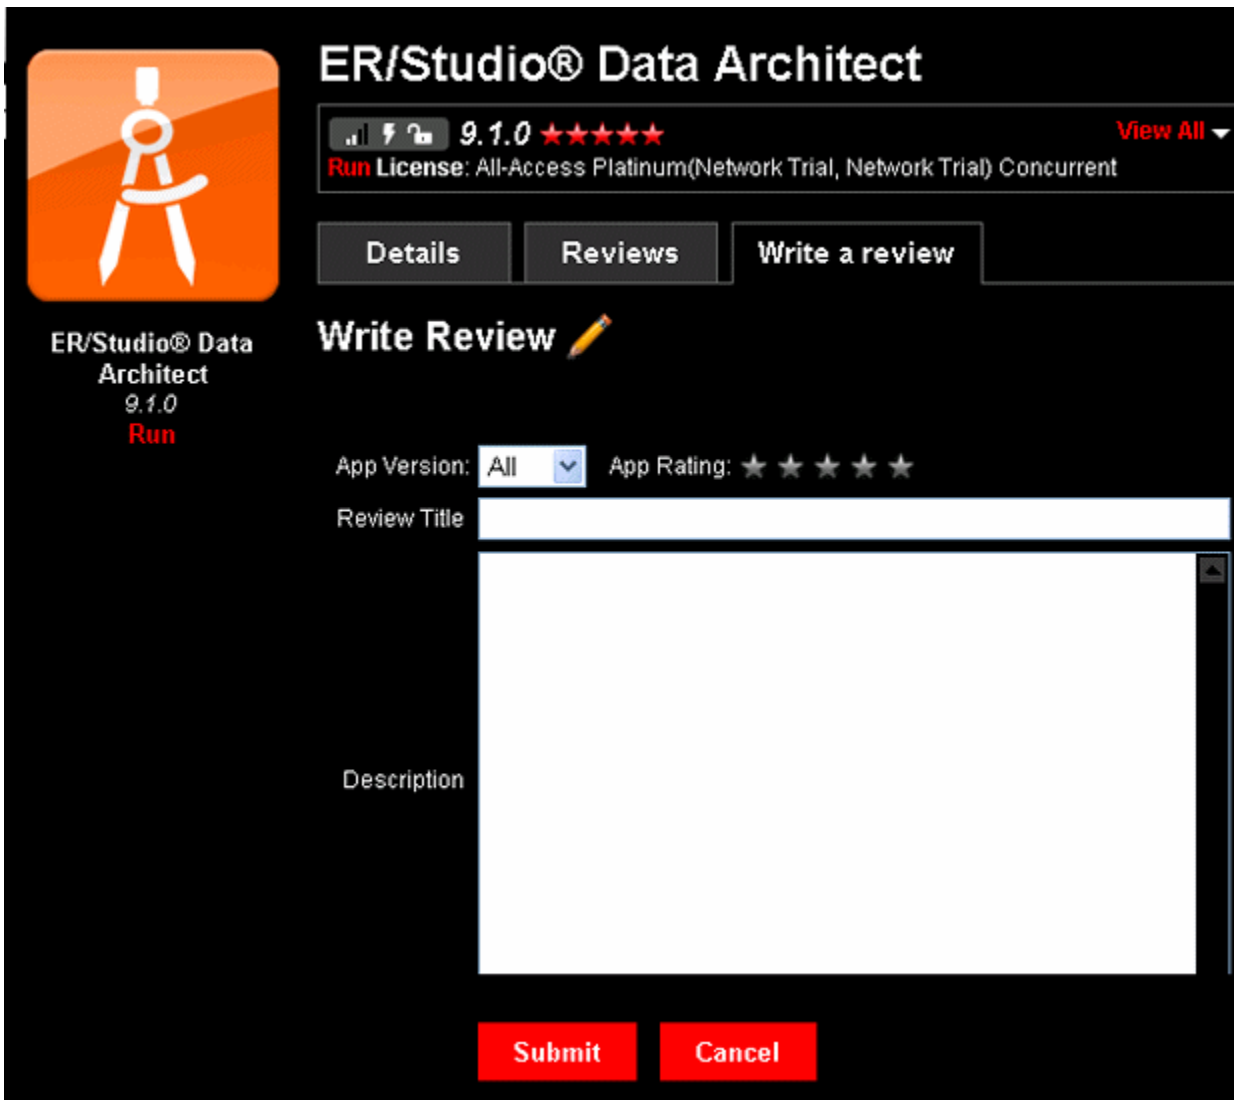 ER/Studio® Data Architect
9.1.0
View All
Run License: All-Access Platinum(Network Trial, Network Trial) Concurrent
Details
Reviews
Write a review
ER/Studio® Data
Architect
9.1.0
Run
Write Review
App Version: All
App Rating:
Review Title
Description
Submit
Cancel